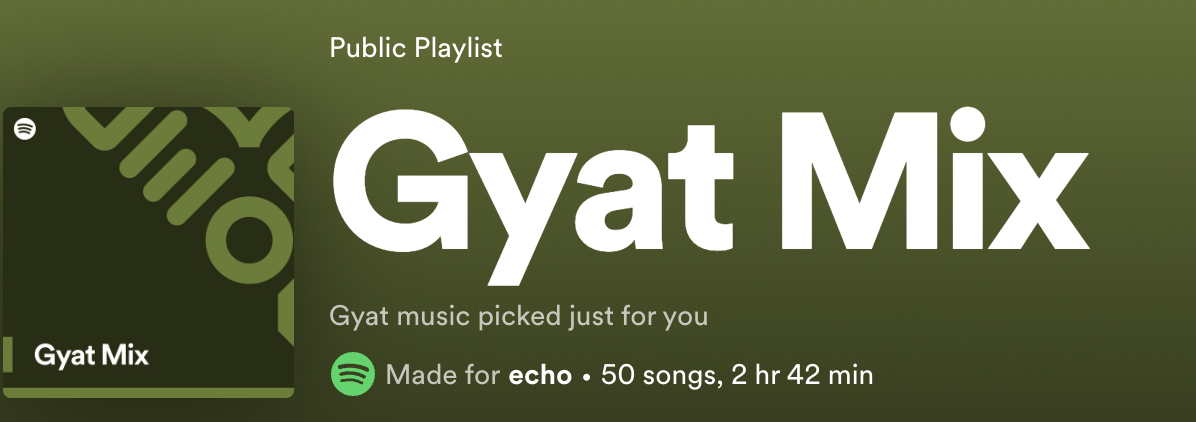 Public Playlist
Gyat Mix
Gyat Mix
Gyat music picked just for you
Made for echo • 50 songs, 2 hr 42 min